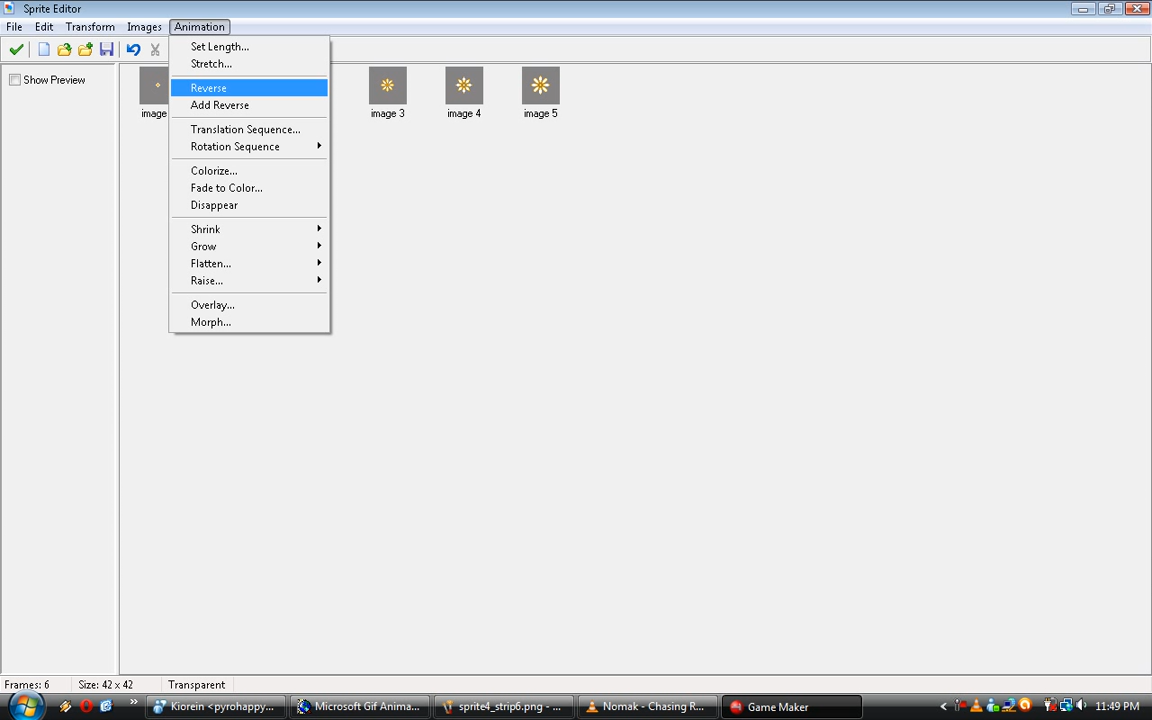 Sprite Editor
File Edit Transform Images Animation
Set Length...
Stretch...
Reverse
Add Reverse
Translation Sequence...
Rotation Sequence
Colorize...
Fade to Color...
Disappear
Shrink
Grow
Flatten...
Raise...
Overlay...
Morph...
Show Preview
image
image 3
image 4
image 5
Frames: 6 Size: 42 x 42 Transparent
Kiorein <pyrohappy... Microsoft Gif Anima... sprite4_strip6.png - ... Nomak - Chasing R... Game Maker 11:49 PM